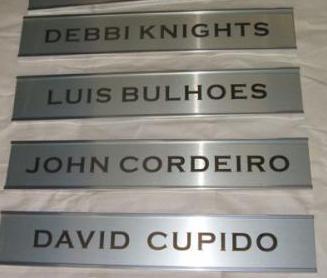 DEBBI KNIGHTS
LUIS BULHOES
JOHN CORDEIRO
DAVID CUPIDO